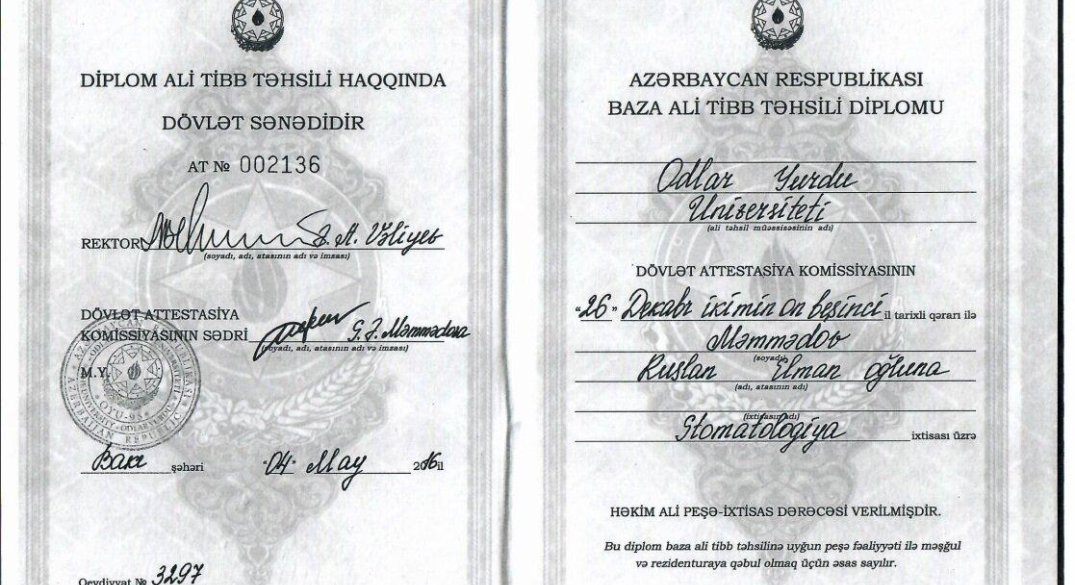 DİPLOM ALİ TİBB TƏHSİLİ HAQQINDA
DÖVLƏT SƏNƏDİDİR
AT № 002136
REKTOR Ə. M. Vəliyev
(soyadı, adı, atasının adı və imzası)
DÖVLƏT ATTESTASİYA
KOMİSSİYASININ SƏDRİ G. J. Məmmədova
(soyadı, adı, atasının adı və imzası)
M.Y.
AZERBAIJAN REPUBLIC
OYU-95
Bakı şəhəri "04" May 2016 il
Qeydiyyat № 3297
AZƏRBAYCAN RESPUBLİKASI
BAZA ALİ TİBB TƏHSİLİ DİPLOMU
Odlar Yurdu
Universiteti
(ali təhsil müəssisəsinin adı)
DÖVLƏT ATTESTASİYA KOMİSSİYASININ
"26" Dekabr iki min on beşinci il tarixli qərarı ilə
Məmmədov
(soyadı)
Ruslan Elman oğluna
(adı, atasının adı)
(ixtisasın adı)
Stomatologiya ixtisası üzrə
HƏKİM ALİ PEŞƏ-İXTİSAS DƏRƏCƏSİ VERİLMİŞDİR.
Bu diplom baza ali tibb təhsilinə uyğun peşə fəaliyyəti ilə məşğul
və rezidenturaya qəbul olmaq üçün əsas sayılır.